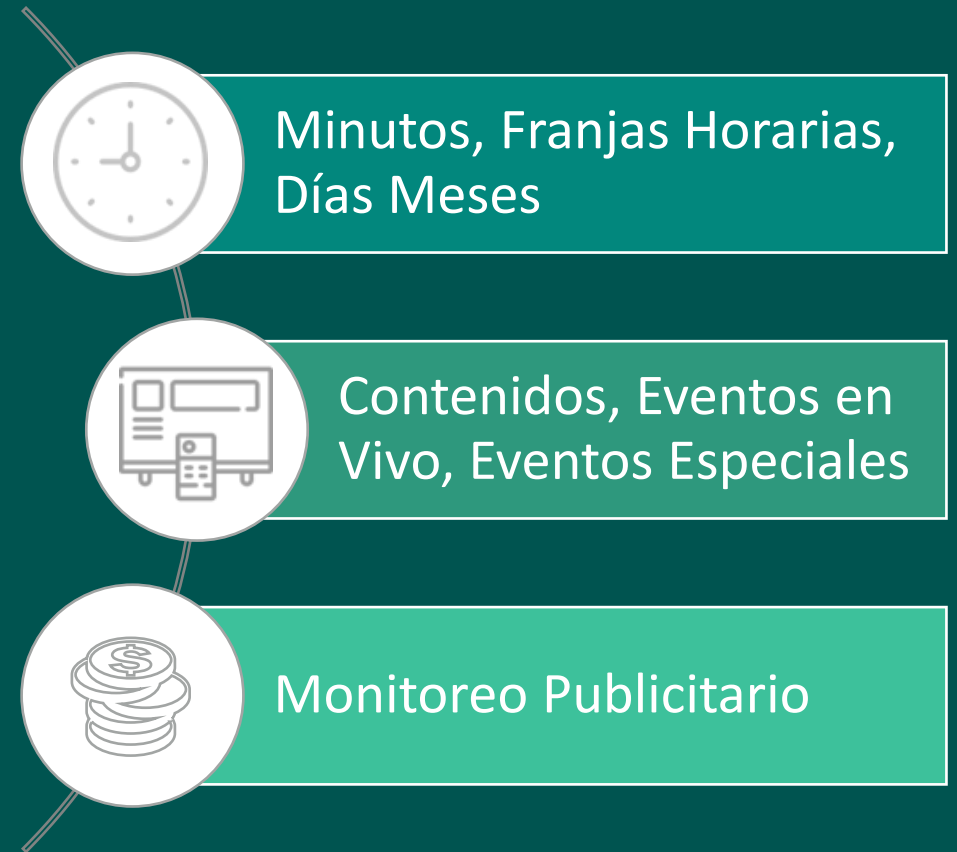 Minutos, Franjas Horarias,
Días Meses
Contenidos, Eventos en
Vivo, Eventos Especiales
$
Monitoreo Publicitario